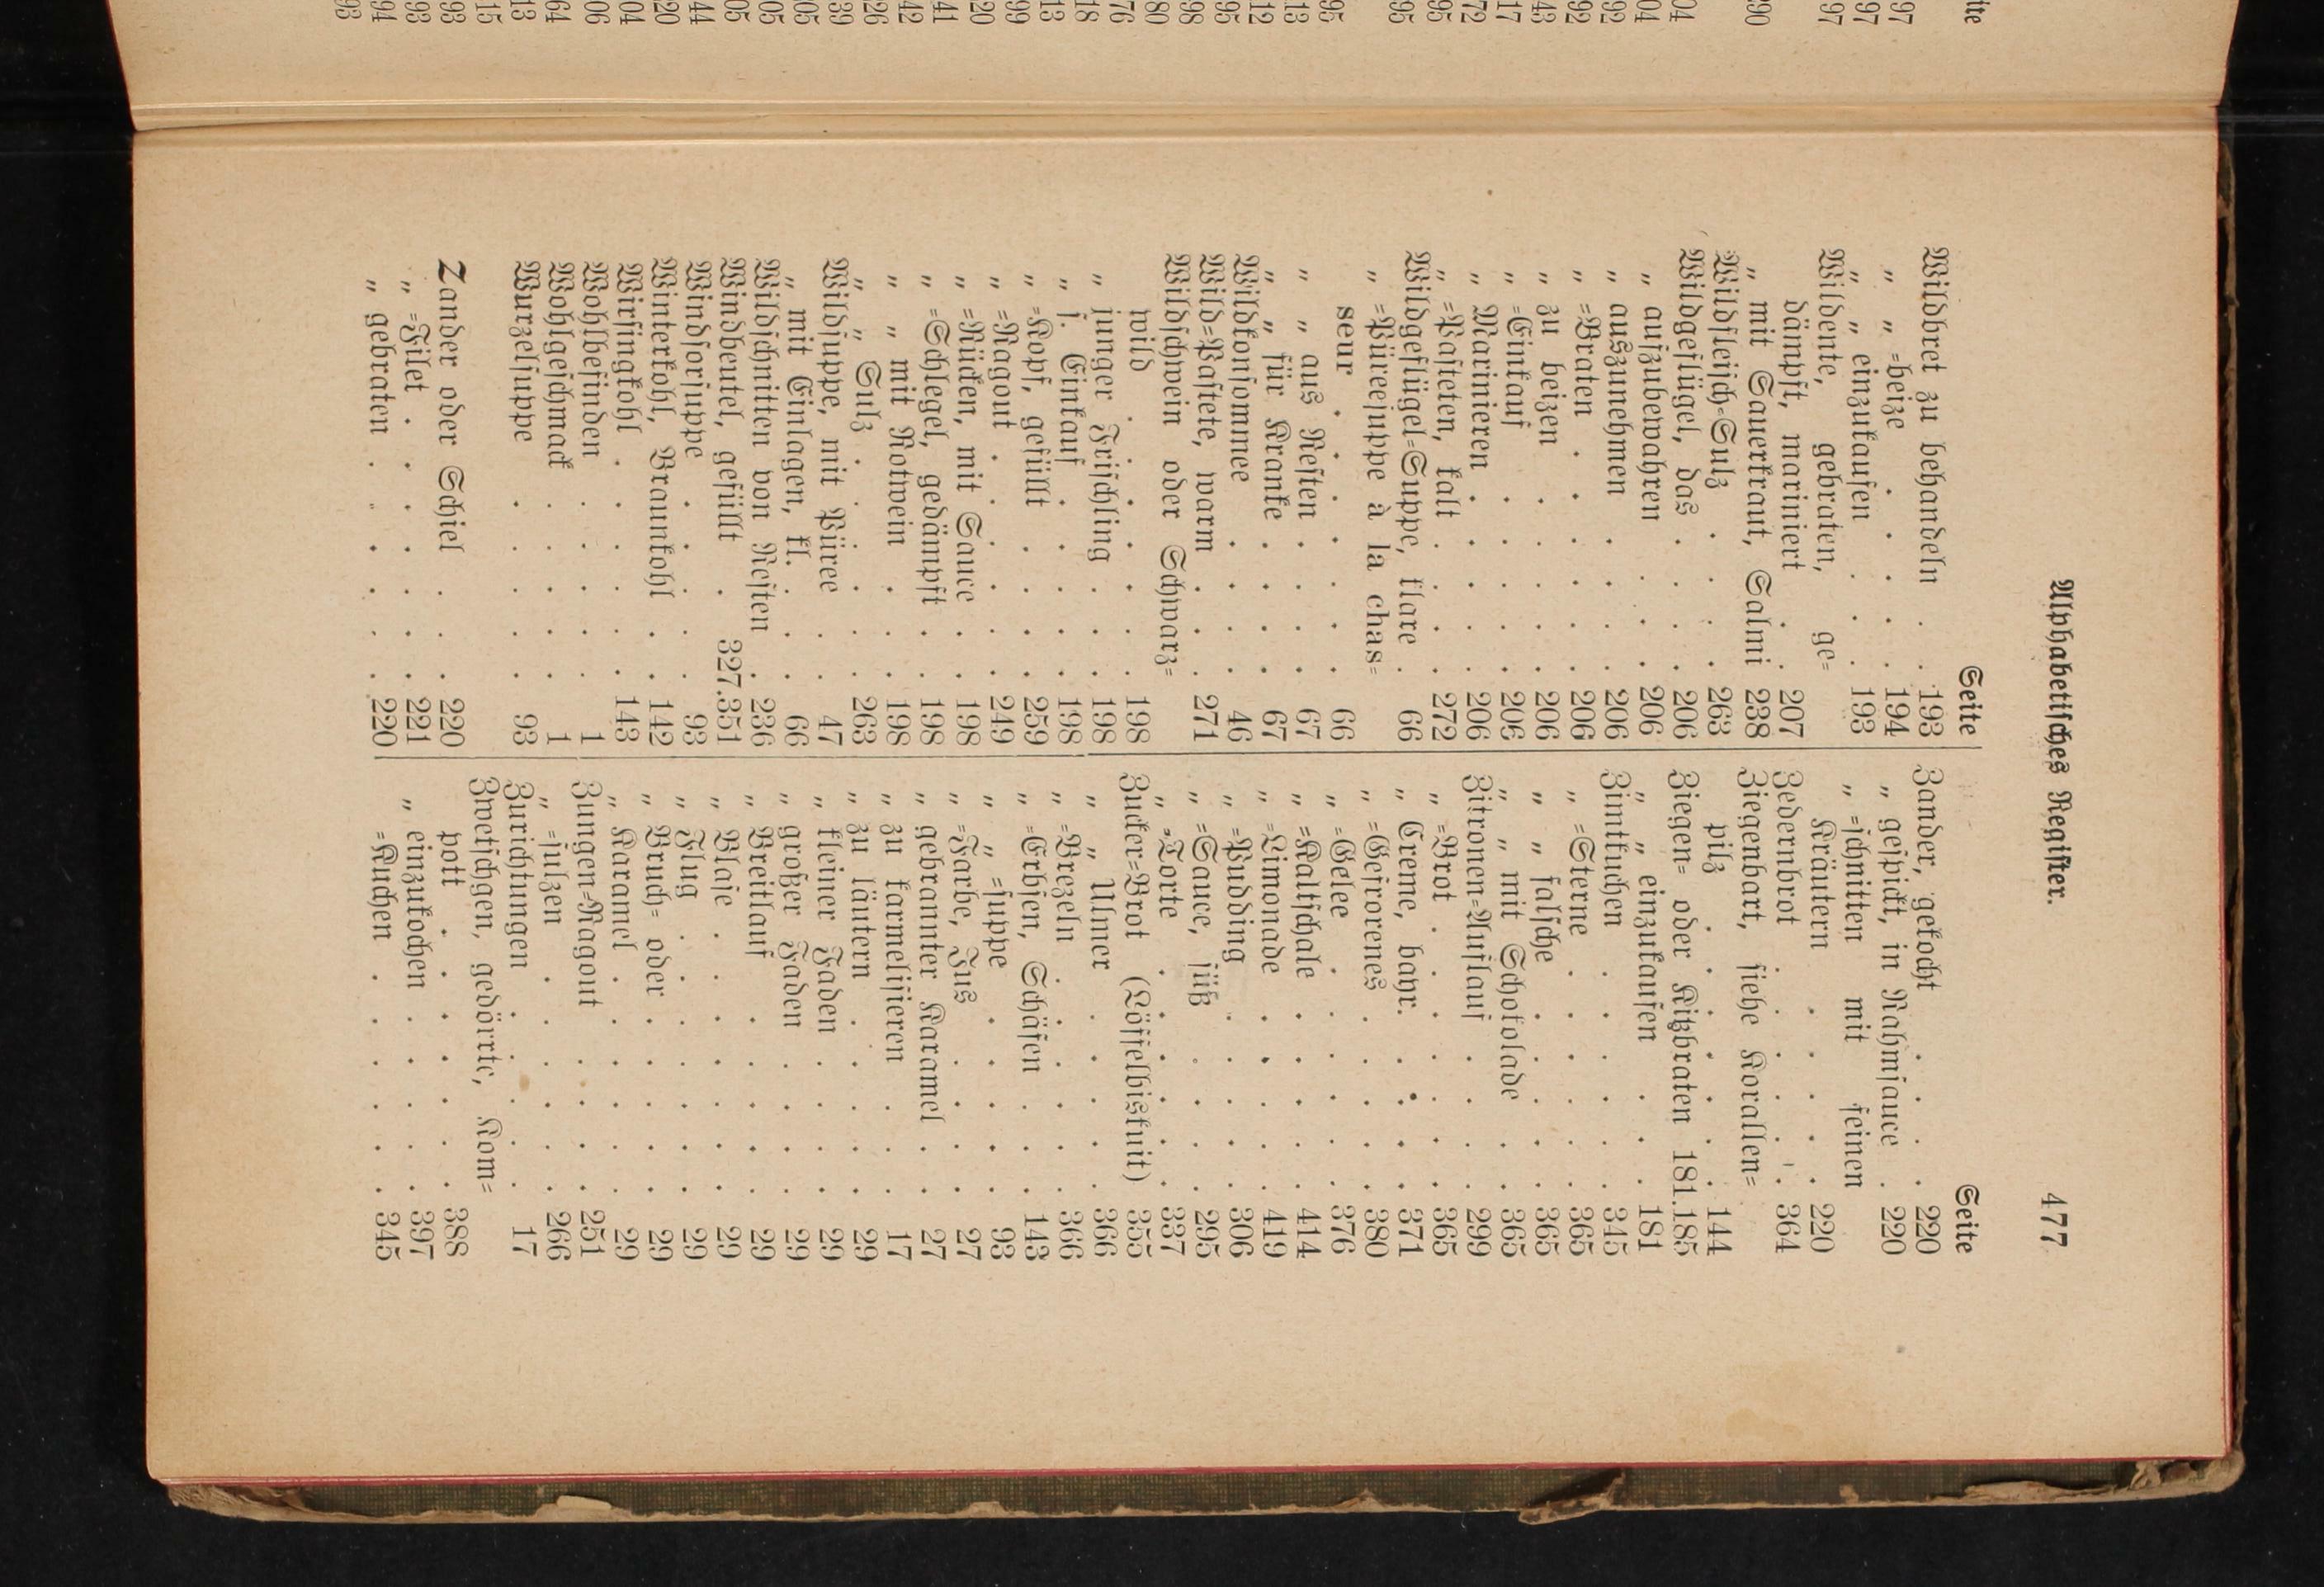 Alphabetisches Register. 477
Seite
Wildbret zu behandeln . . 193
„ „ =beize . . . . 194
„ „ einzukaufen . . . 193
Wildente, gebraten, ge=
dämpft, mariniert . . 207
„ mit Sauerkraut, Salmi 238
Wildfleisch=Sulz . . . 263
Wildgeflügel, das . . . 206
„ aufzubewahren . . 206
„ auszunehmen . . . 206
„ =Braten . . . . 206
„ zu beizen . . . . 206
„ =Einkauf . . . . 206
„ Marinieren . . . . 206
„ =Pasteten, kalt . . . 272
Wildgeflügel=Suppe, klare . 66
„ =Püreesuppe à la chas=
seur . . . . . 66
„ „ aus Resten . . . 67
„ „ für Kranke . . . 67
Wildkonsommee . . . 46
Wild=Pastete, warm . . . 271
Wildschwein oder Schwarz=
wild . . . . . 198
„ junger Frischling . . 198
„ s. Einkauf . . . . 198
„ =Kopf, gefüllt . . . 259
„ =Ragout . . . . 249
„ =Rücken, mit Sauce . . 198
„ =Schlegel, gedämpft . . 198
„ „ mit Rotwein . . . 198
„ „ Sulz . . . . . 263
Wildsuppe, mit Püree . . 47
„ mit Einlagen, kl. . . . 66
Wildschnitten von Resten . 236
Windbeutel, gefüllt . 327.351
Windsorsuppe . . . . 93
Winterkohl, Braunkohl . . 142
Wirsingkohl . . . . . 143
Wohlbefinden . . . . 1
Wohlgeschmack . . . . 1
Wurzelsuppe . . . . . 93
Zander oder Schiel . . . 220
„ =Filet . . . . . 221
„ gebraten . . . . . . 220
Seite
Zander, gekocht . . . . 220
„ gespickt, in Rahmsauce . 220
„ =schnitten mit feinen
Kräutern . . . . . 220
Zedernbrot . . . . . 364
Ziegenbart, siehe Korallen=
pilz . . . . . . 144
Ziegen= oder Kitzbraten 181.185
„ „ einzukaufen . . . 181
Zimtkuchen . . . . . 345
„ =Sterne . . . . . 365
„ „ falsche . . . . 365
„ „ mit Schokolade . . 365
Zitronen=Auflauf . . . 299
„ =Brot . . . . . 365
„ Creme, bayr. . . . . 371
„ =Gefrorenes . . . . 380
„ =Gelee . . . . . 376
„ =Kaltschale . . . . 414
„ =Limonade . . . . 419
„ =Pudding . . . . 306
„ =Sauce, süß . . . . 295
„ =Torte . . . . . 337
Zucker=Brot (Löffelbiskuit) 355
„ „ Ulmer . . . . 366
„ =Brezeln . . . . . 366
„ =Erbsen, Schäfen . . 143
„ „ =suppe . . . . 93
„ =Farbe, Jus . . . . 27
„ gebrannter Karamel . 27
„ zu karmelisieren . . . 17
„ zu läutern . . . . 29
„ kleiner Faden . . . 29
„ großer Faden . . . 29
„ Breitlauf . . . . . 29
„ Blase . . . . . 29
„ Flug . . . . . . 29
„ Bruch= oder . . . . 29
„ Karamel . . . . . 29
Zungen=Ragout . . . . 251
„ =sulzen . . . . . 266
Zurichtungen . . . . . 17
Zwetschgen, gedörrte, Kom=
pott . . . . . . 388
„ einzukochen . . . . 397
„ =Kuchen . . . . . 345